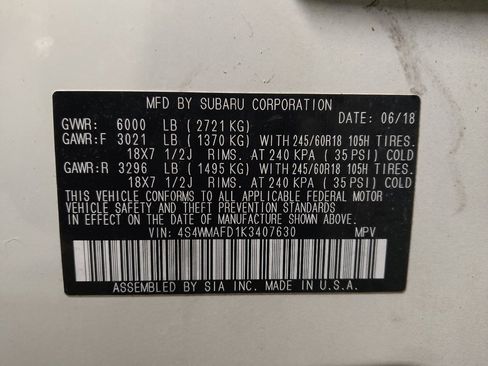 MFD BY SUBARU CORPORATION
DATE: 06/18
GVWR: 6000 LB (2721 KG)
GAWR:F 3021 LB (1370 KG) WITH 245/60R18 105H TIRES.
18X7 1/2J RIMS. AT 240 KPA (35 PSI) COLD
GAWR:R 3296 LB (1495 KG) WITH 245/60R18 105H TIRES.
18X7 1/2J RIMS. AT 240 KPA (35 PSI) COLD
THIS VEHICLE CONFORMS TO ALL APPLICABLE FEDERAL MOTOR
VEHICLE SAFETY AND THEFT PREVENTION STANDARDS
IN EFFECT ON THE DATE OF MANUFACTURE SHOWN ABOVE.
VIN: 4S4WMAFD1K3407630 MPV
ASSEMBLED BY SIA INC. MADE IN U.S.A.